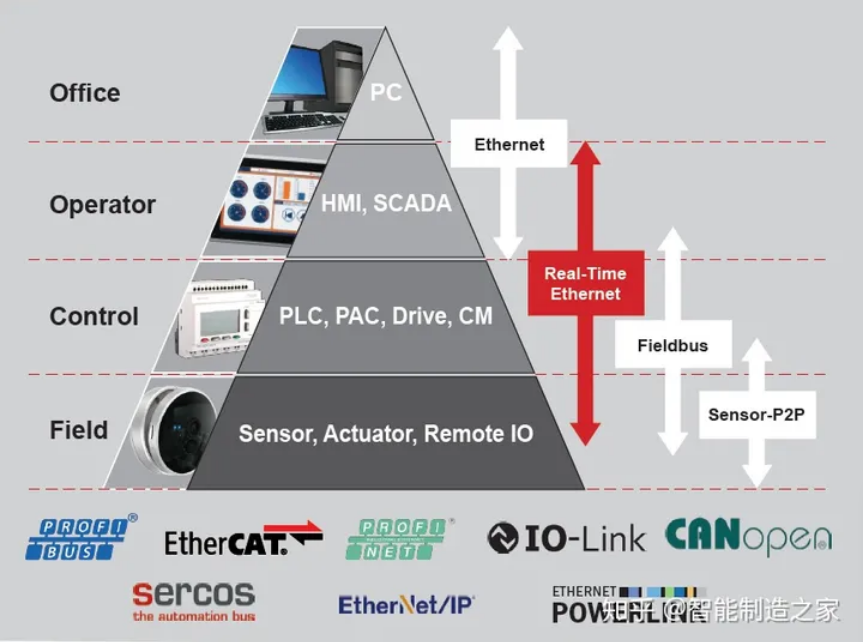 Office
PC
Ethernet
Operator
HMI, SCADA
Real-Time
Ethernet
Control
PLC, PAC, Drive, CM
Fieldbus
Sensor-P2P
Field
Sensor, Actuator, Remote IO
PROFI
BUS
®
EtherCAT®
PROFI
NET
®
IO-Link
CANopen®
sercos
the automation bus
EtherNet/IP™
ETHERNET
POWERLINK
知乎 @智能制造之家